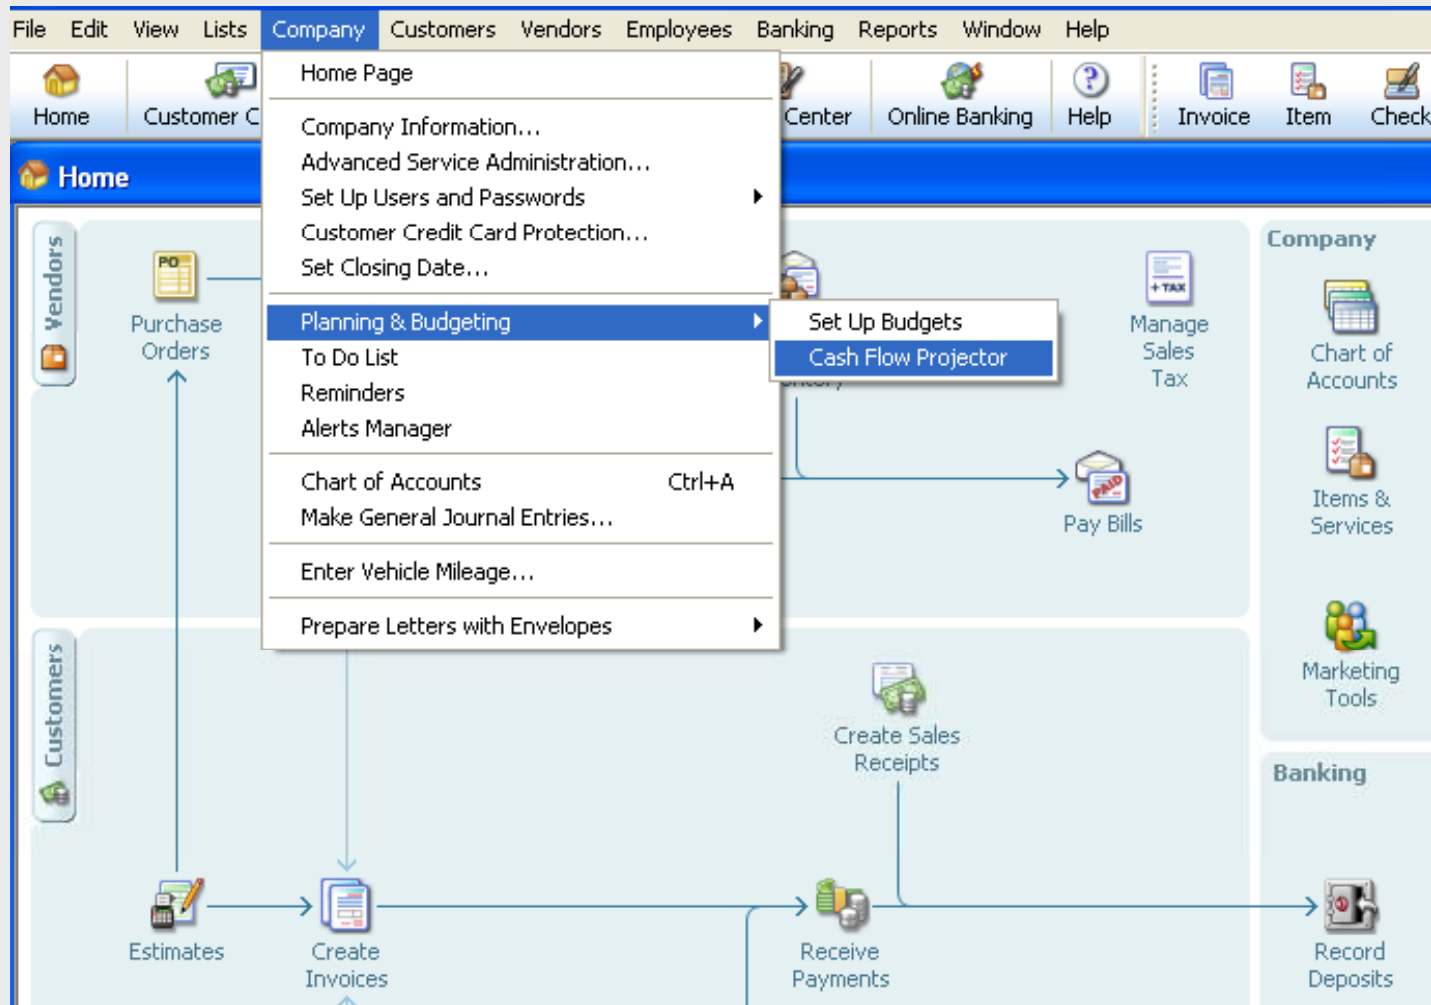 File Edit View Lists Company Customers Vendors Employees Banking Reports Window Help
Home Customer C Center Online Banking Help Invoice Item Check
Home
Home Page
Company Information...
Advanced Service Administration...
Set Up Users and Passwords
Customer Credit Card Protection...
Set Closing Date...
Planning & Budgeting
To Do List
Reminders
Alerts Manager
Chart of Accounts Ctrl+A
Make General Journal Entries...
Enter Vehicle Mileage...
Prepare Letters with Envelopes
Set Up Budgets
Cash Flow Projector
Vendors
PO
Purchase
Orders
+ TAX
Manage
Sales
Tax
PAID
Pay Bills
Customers
Create Sales
Receipts
Estimates
Create
Invoices
Receive
Payments
Company
Chart of
Accounts
Items &
Services
Marketing
Tools
Banking
Record
Deposits